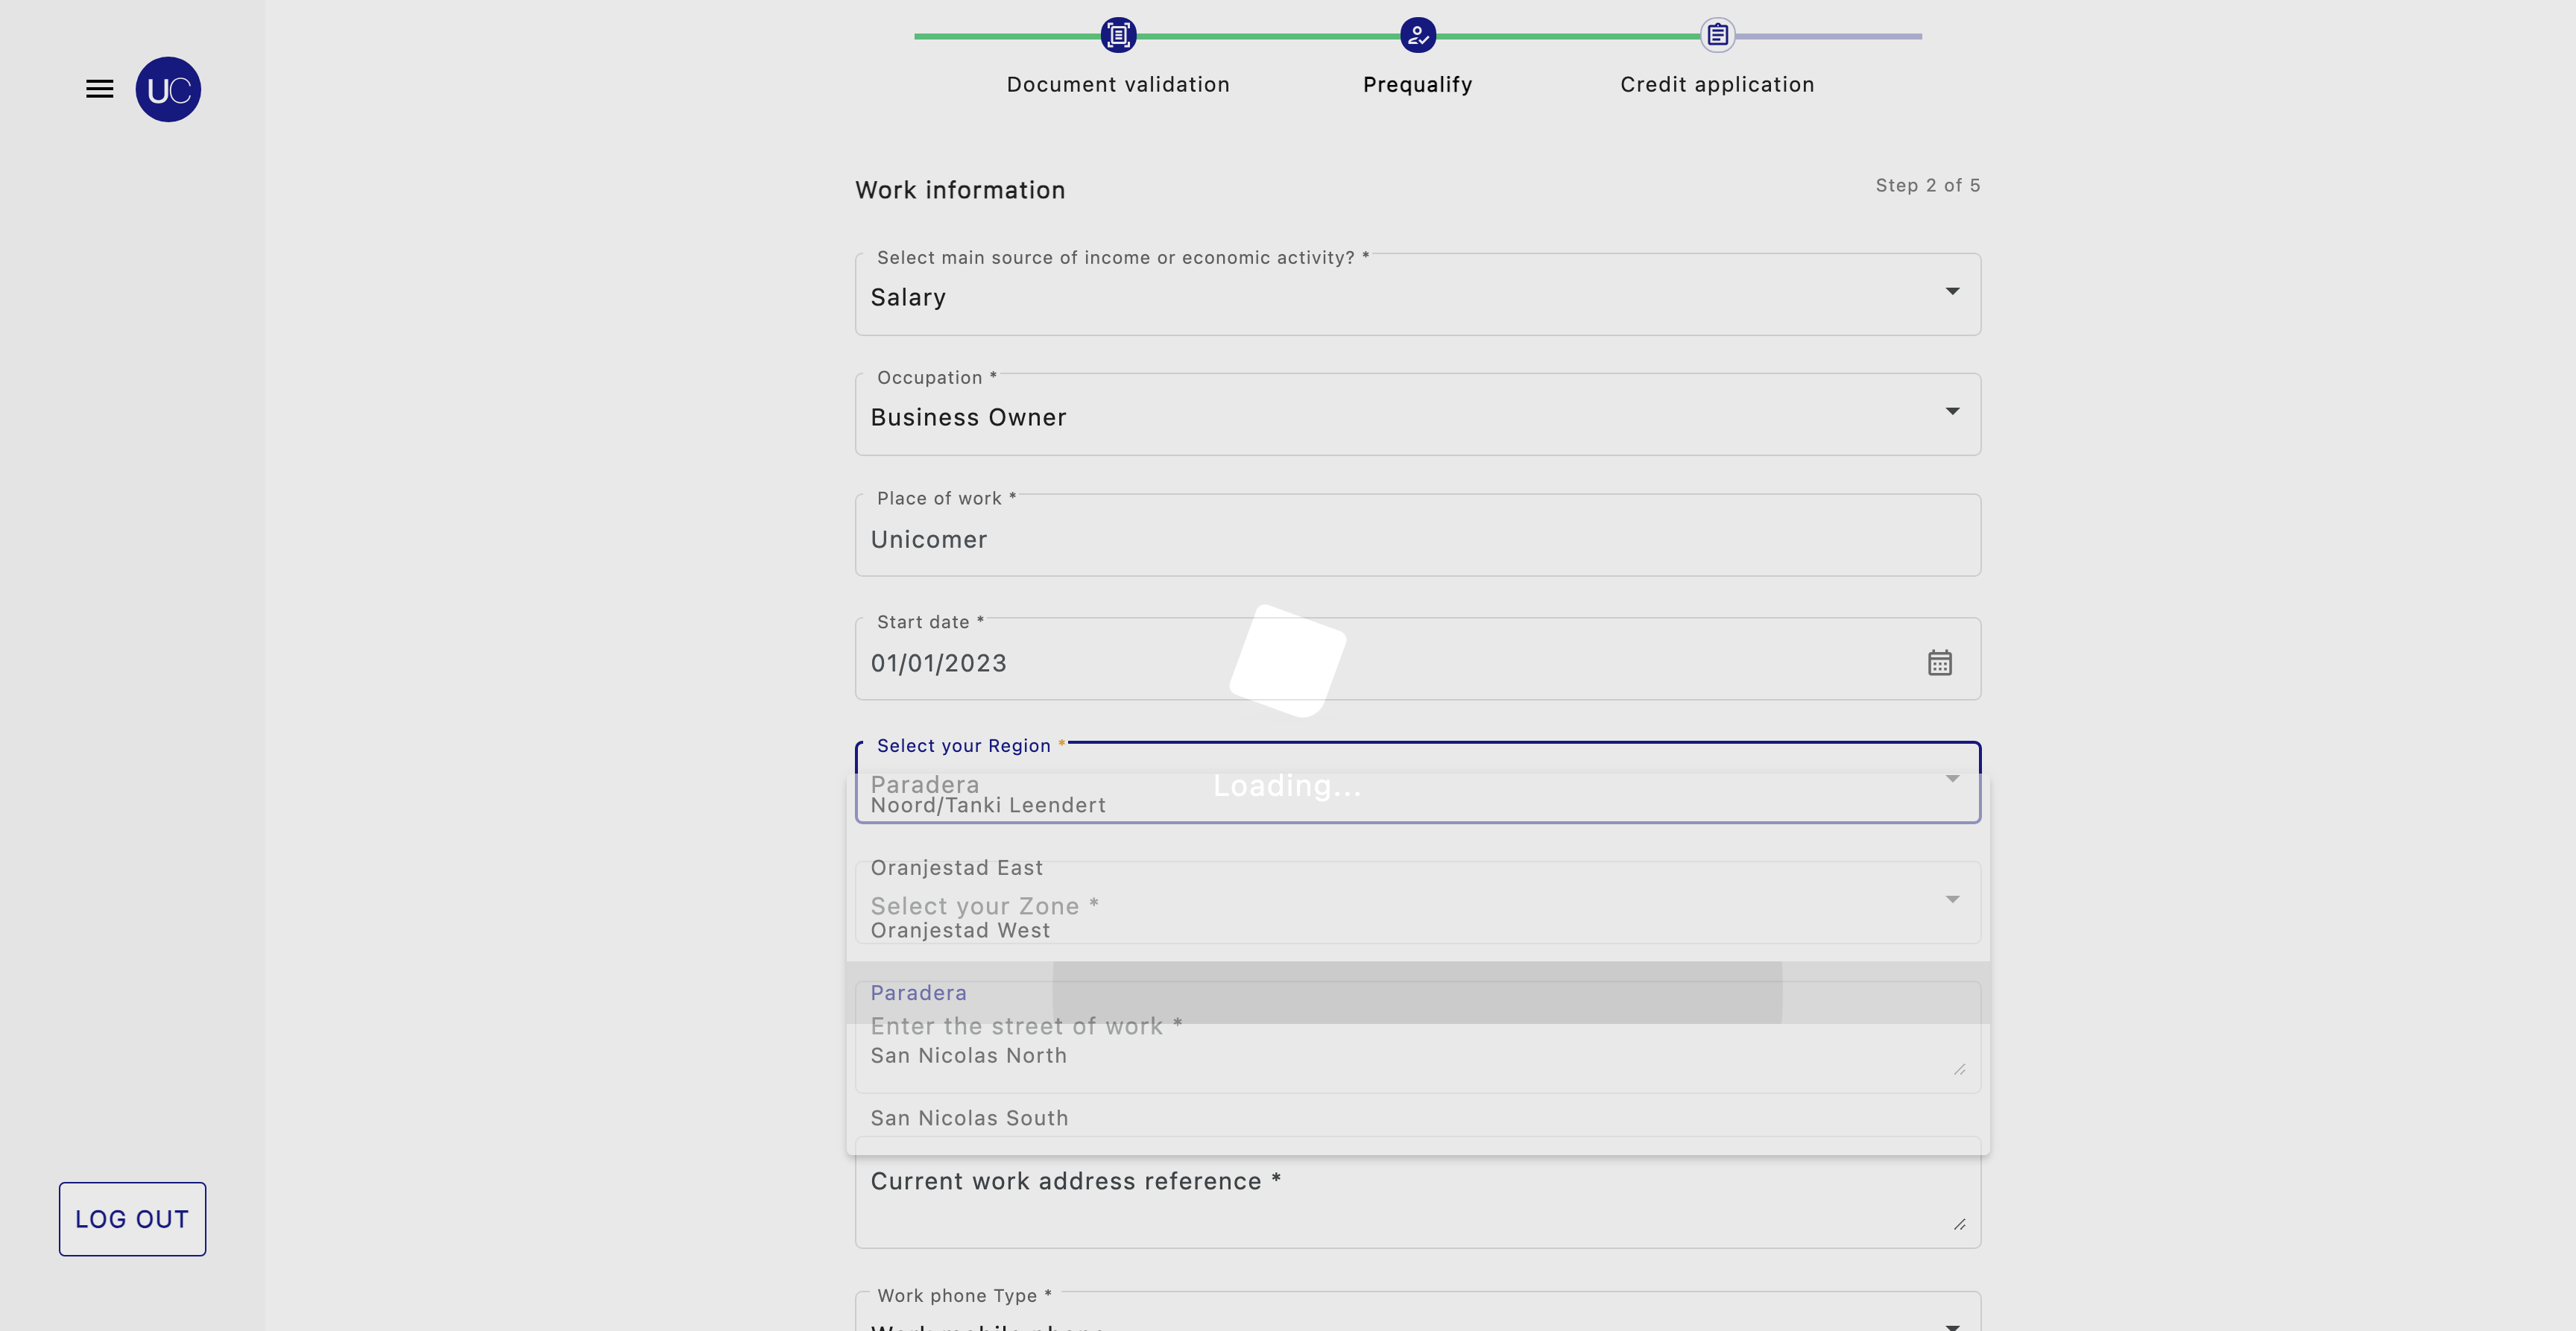 UC
Document validation
Prequalify
Credit application
Work information
Step 2 of 5
Select main source of income or economic activity? *
Salary
Occupation *
Business Owner
Place of work *
Unicomer
Start date *
01/01/2023
Select your Region *
Paradera
Loading...
Noord/Tanki Leendert
Oranjestad East
Select your Zone *
Oranjestad West
Paradera
Enter the street of work *
San Nicolas North
San Nicolas South
Current work address reference *
LOG OUT
Work phone Type *
Work mobile phone